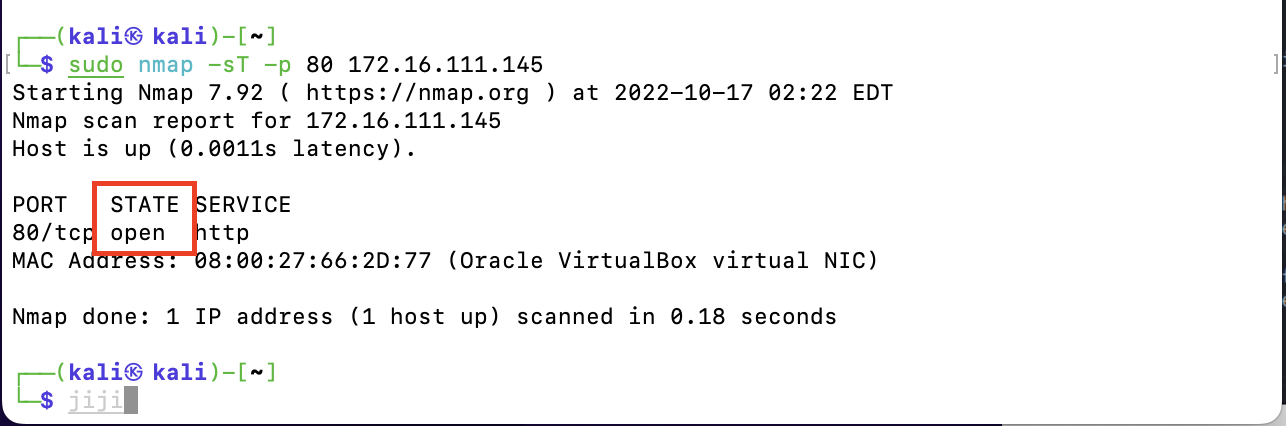 ┌──(kali㉿kali)-[~]
└─$ sudo nmap -sT -p 80 172.16.111.145
Starting Nmap 7.92 ( https://nmap.org ) at 2022-10-17 02:22 EDT
Nmap scan report for 172.16.111.145
Host is up (0.0011s latency).
PORT   STATE SERVICE
80/tcp open  http
MAC Address: 08:00:27:66:2D:77 (Oracle VirtualBox virtual NIC)
Nmap done: 1 IP address (1 host up) scanned in 0.18 seconds
┌──(kali㉿kali)-[~]
└─$ jiji